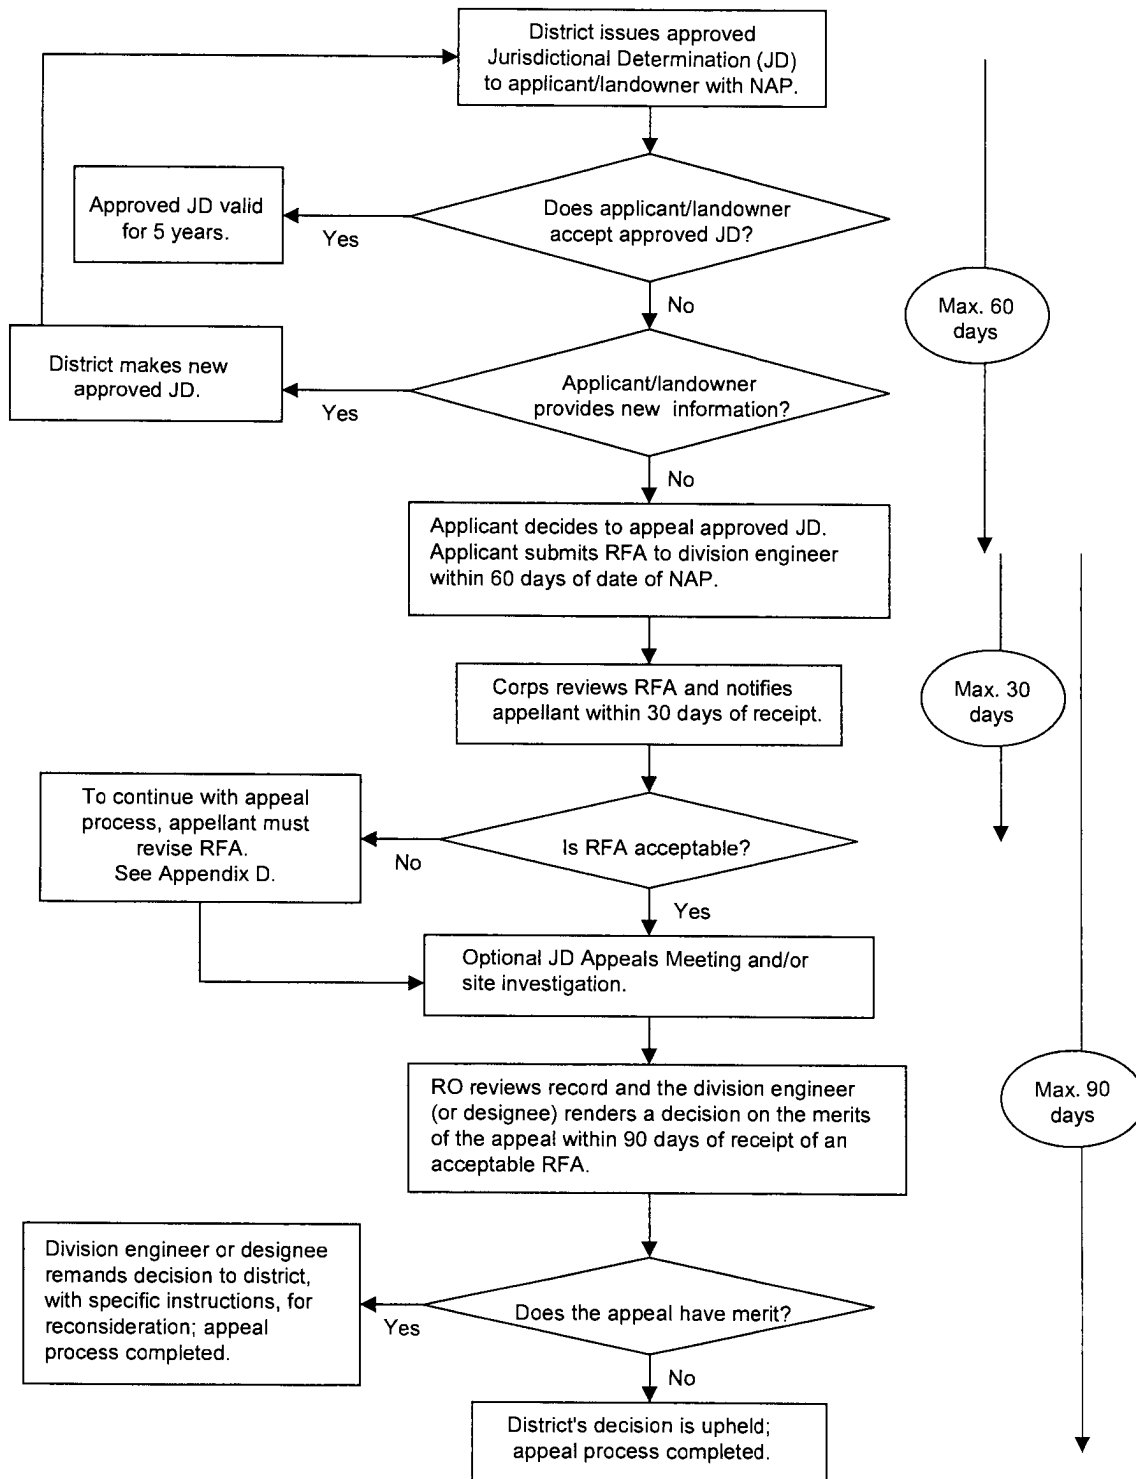 District issues approved
Jurisdictional Determination (JD)
to applicant/landowner with NAP.
Approved JD valid
for 5 years.
Yes
Does applicant/landowner
accept approved JD?
No
Max. 60
days
District makes new
approved JD.
Yes
Applicant/landowner
provides new information?
No
Applicant decides to appeal approved JD.
Applicant submits RFA to division engineer
within 60 days of date of NAP.
Corps reviews RFA and notifies
appellant within 30 days of receipt.
Max. 30
days
To continue with appeal
process, appellant must
revise RFA.
See Appendix D.
No
Is RFA acceptable?
Yes
Optional JD Appeals Meeting and/or
site investigation.
RO reviews record and the division engineer
(or designee) renders a decision on the merits
of the appeal within 90 days of receipt of an
acceptable RFA.
Max. 90
days
Division engineer or designee
remands decision to district,
with specific instructions, for
reconsideration; appeal
process completed.
Yes
Does the appeal have merit?
No
District's decision is upheld;
appeal process completed.